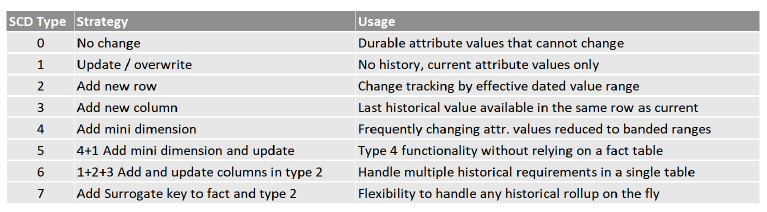 SCD Type Strategy Usage
0 No change Durable attribute values that cannot change
1 Update / overwrite No history, current attribute values only
2 Add new row Change tracking by effective dated value range
3 Add new column Last historical value available in the same row as current
4 Add mini dimension Frequently changing attr. values reduced to banded ranges
5 4+1 Add mini dimension and update Type 4 functionality without relying on a fact table
6 1+2+3 Add and update columns in type 2 Handle multiple historical requirements in a single table
7 Add Surrogate key to fact and type 2 Flexibility to handle any historical rollup on the fly